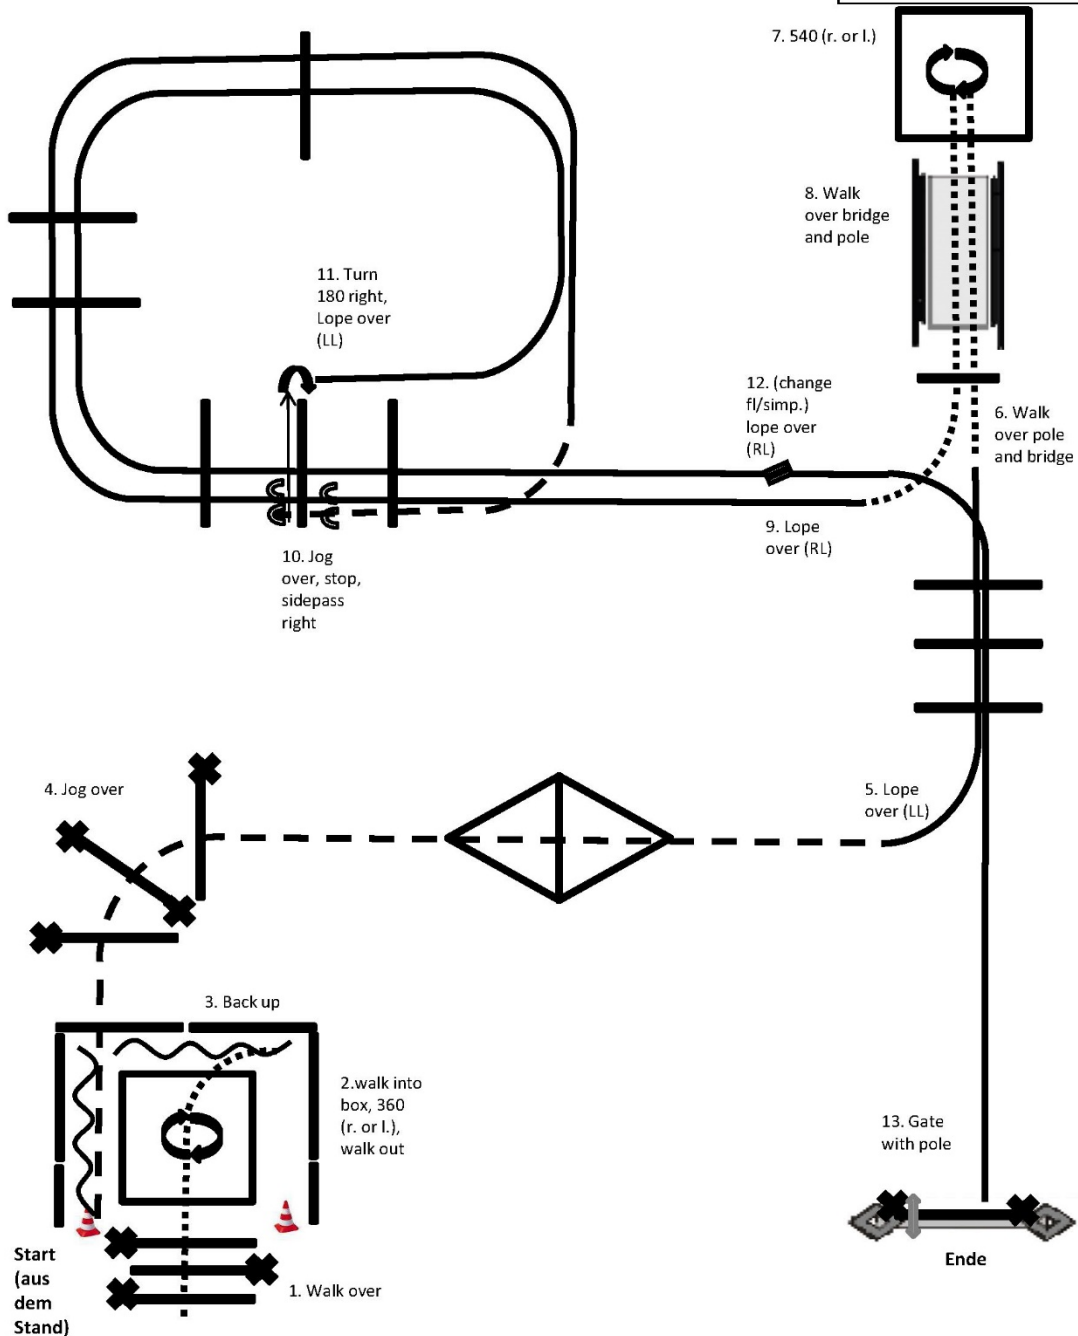 7. 540 (r. or l.)
8. Walk
over bridge
and pole
11. Turn
180 right,
Lope over
(LL)
12. (change
fl/simp.)
lope over
(RL)
6. Walk
over pole
and bridge
9. Lope
over (RL)
10. Jog
over, stop,
sidepass
right
4. Jog over
5. Lope
over (LL)
3. Back up
2.walk into
box, 360
(r. or l.),
walk out
13. Gate
with pole
Start
(aus
dem
Stand)
1. Walk over
Ende